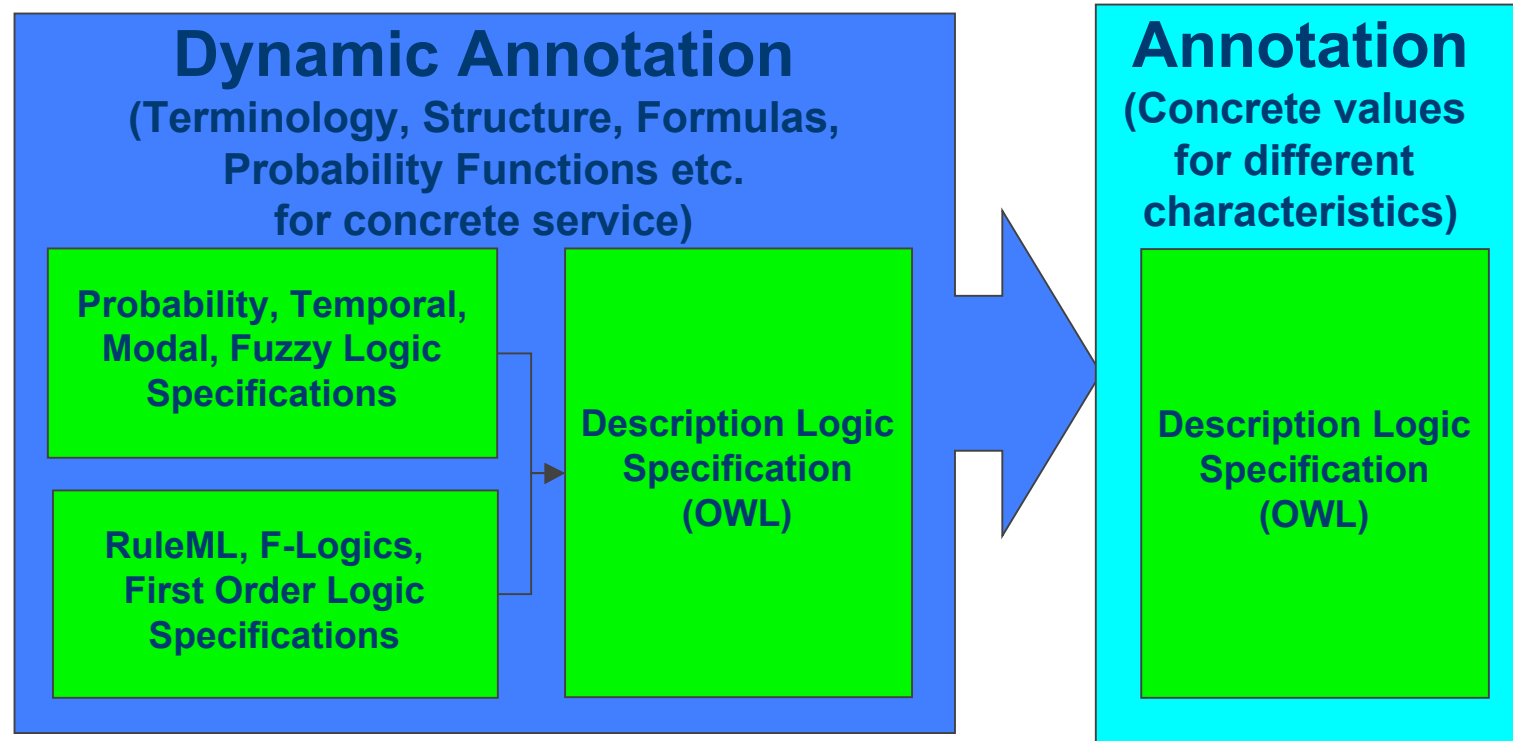 Dynamic Annotation
(Terminology, Structure, Formulas,
Probability Functions etc.
for concrete service)
Probability, Temporal,
Modal, Fuzzy Logic
Specifications
RuleML, F-Logics,
First Order Logic
Specifications
Description Logic
Specification
(OWL)
Annotation
(Concrete values
for different
characteristics)
Description Logic
Specification
(OWL)